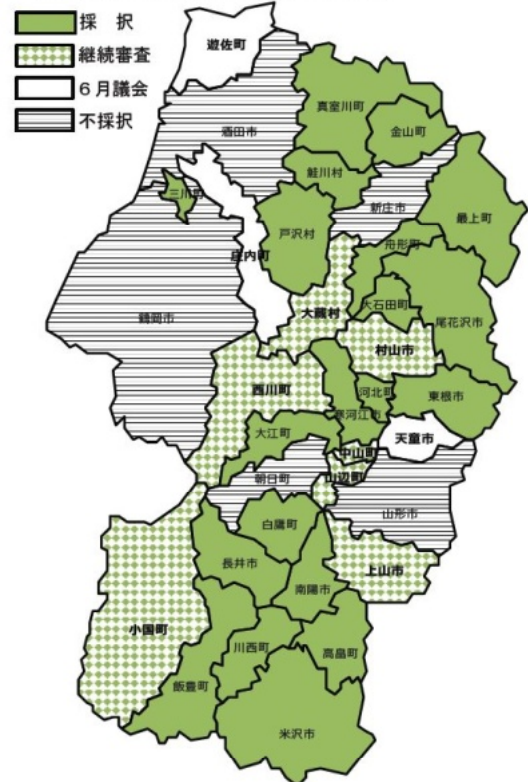 採 択
継続審査
6月議会
不採択
遊佐町
酒田市
真室川町
金山町
鮭川村
三川町
新庄市
最上町
戸沢村
舟形町
庄内町
大蔵村
大石田町
尾花沢市
鶴岡市
村山市
西川町
河北町
寒河江市
東根市
大江町
天童市
中山町
山辺町
朝日町
山形市
白鷹町
長井市
上山市
南陽市
小国町
川西町
高畠町
飯豊町
米沢市